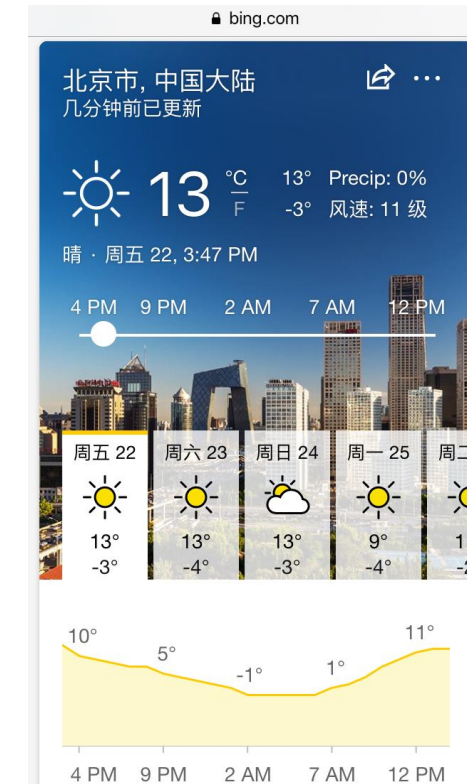 bing.com
北京市, 中国大陆
几分钟前已更新
13 °C F 13° -3° Precip: 0% 风速: 11 级
晴 · 周五 22, 3:47 PM
4 PM 9 PM 2 AM 7 AM 12 PM
周五 22 周六 23 周日 24 周一 25
13° 13° 13° 9°
-3° -4° -3° -4°
10° 5° -1° 1° 11°
4 PM 9 PM 2 AM 7 AM 12 PM